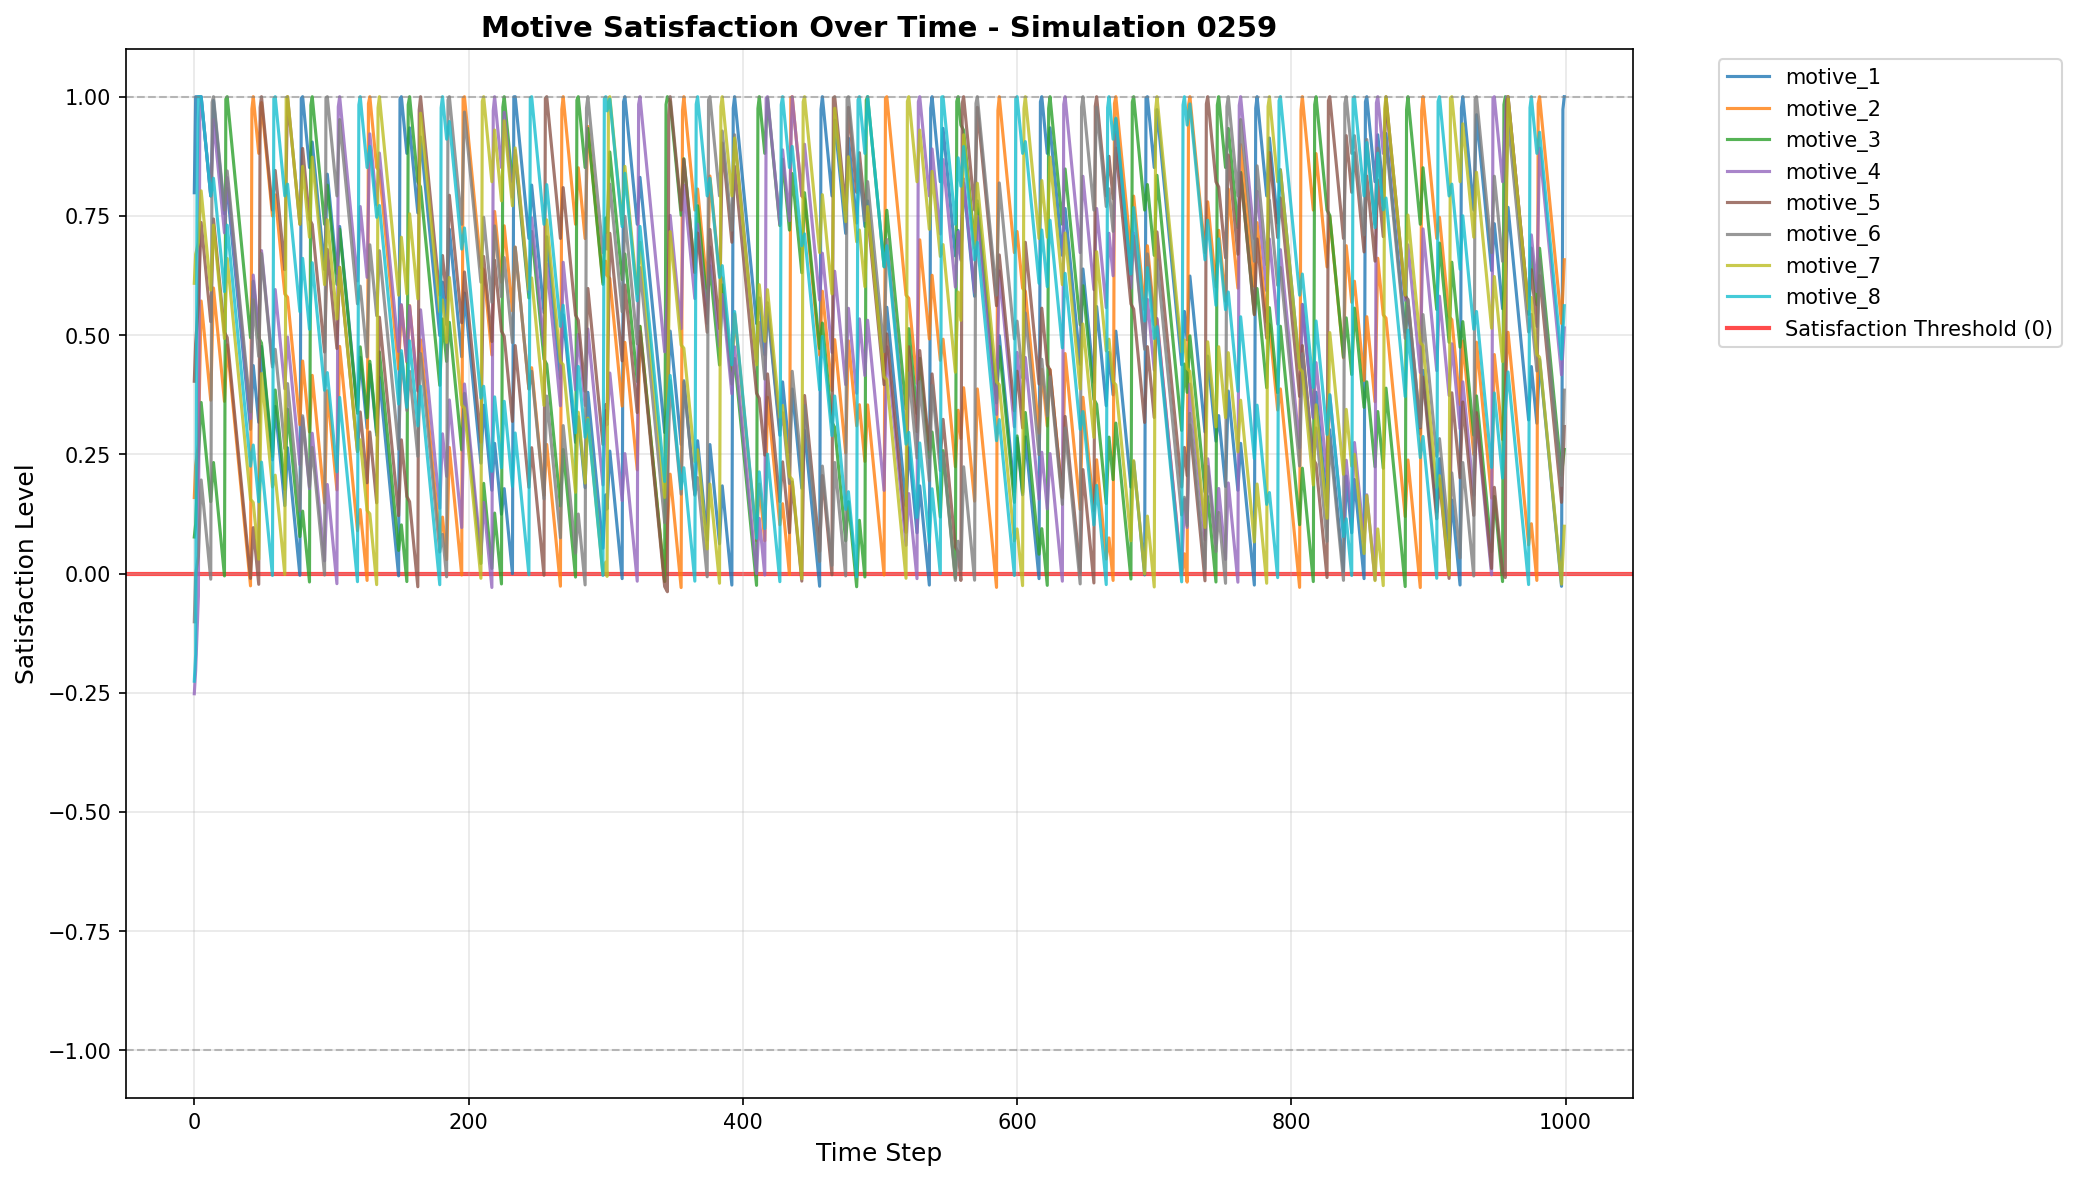 Motive Satisfaction Over Time - Simulation 0259
1.00
0.75
0.50
0.25
0.00
−0.25
−0.50
−0.75
−1.00
Satisfaction Level
0
200
400
600
800
1000
Time Step
motive_1
motive_2
motive_3
motive_4
motive_5
motive_6
motive_7
motive_8
Satisfaction Threshold (0)